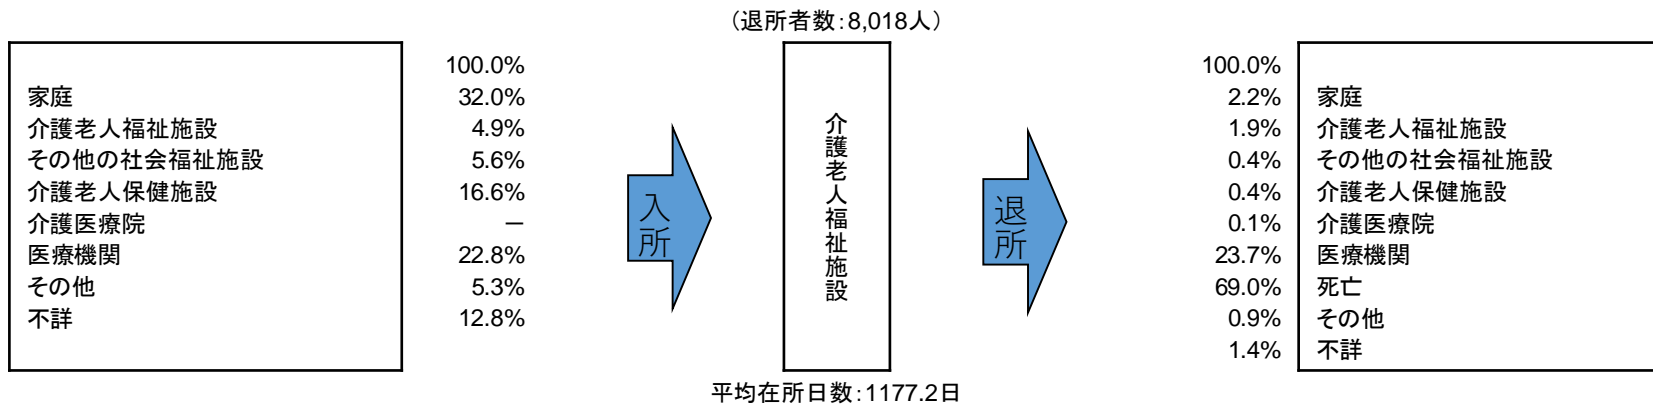 （退所者数：8,018人）
100.0%
家庭 32.0%
介護老人福祉施設 4.9%
その他の社会福祉施設 5.6%
介護老人保健施設 16.6%
介護医療院 －
医療機関 22.8%
その他 5.3%
不詳 12.8%
入所
介護老人福祉施設
退所
100.0%
2.2% 家庭
1.9% 介護老人福祉施設
0.4% その他の社会福祉施設
0.4% 介護老人保健施設
0.1% 介護医療院
23.7% 医療機関
69.0% 死亡
0.9% その他
1.4% 不詳
平均在所日数：1177.2日